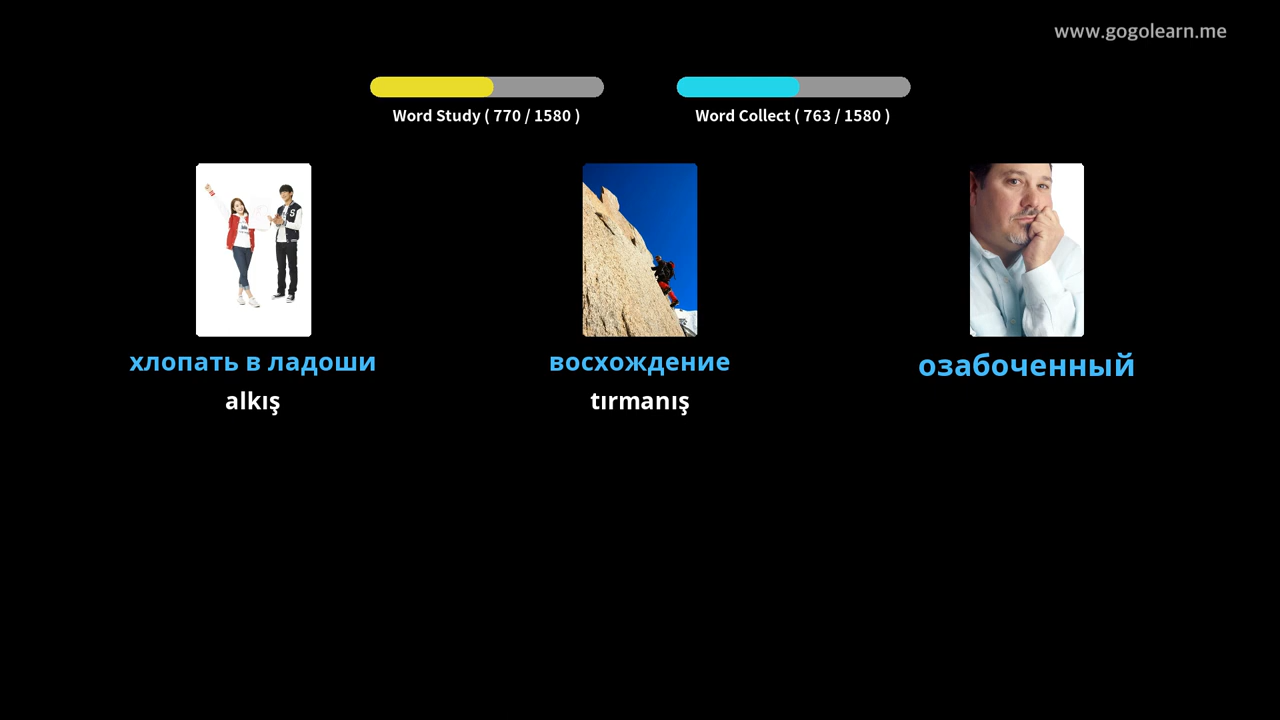 www.gogolearn.me
Word Study ( 770 / 1580 )
Word Collect ( 763 / 1580 )
хлопать в ладоши
восхождение
озабоченный
alkış
tırmanış